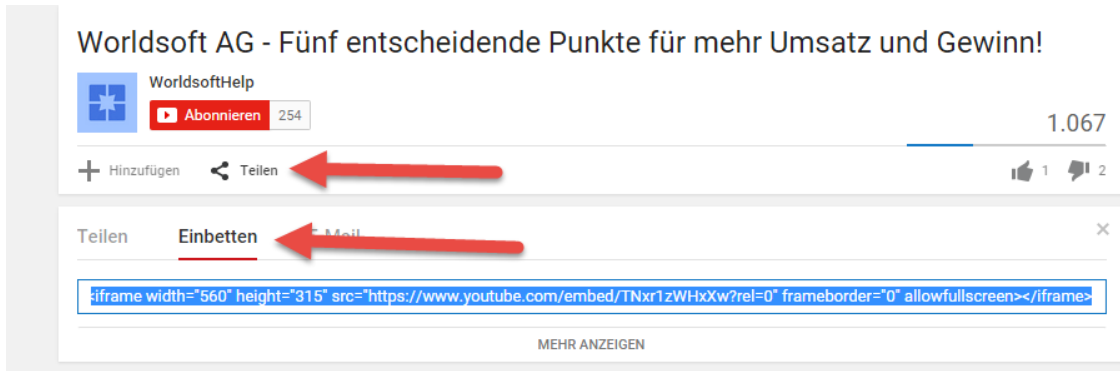 Worldsoft AG - Fünf entscheidende Punkte für mehr Umsatz und Gewinn!
WorldsoftHelp
Abonnieren 254
1.067
Hinzufügen Teilen 1 2
Teilen Einbetten E-Mail
<iframe width="560" height="315" src="https://www.youtube.com/embed/TNxr1zWHxXw?rel=0" frameborder="0" allowfullscreen></iframe>
MEHR ANZEIGEN